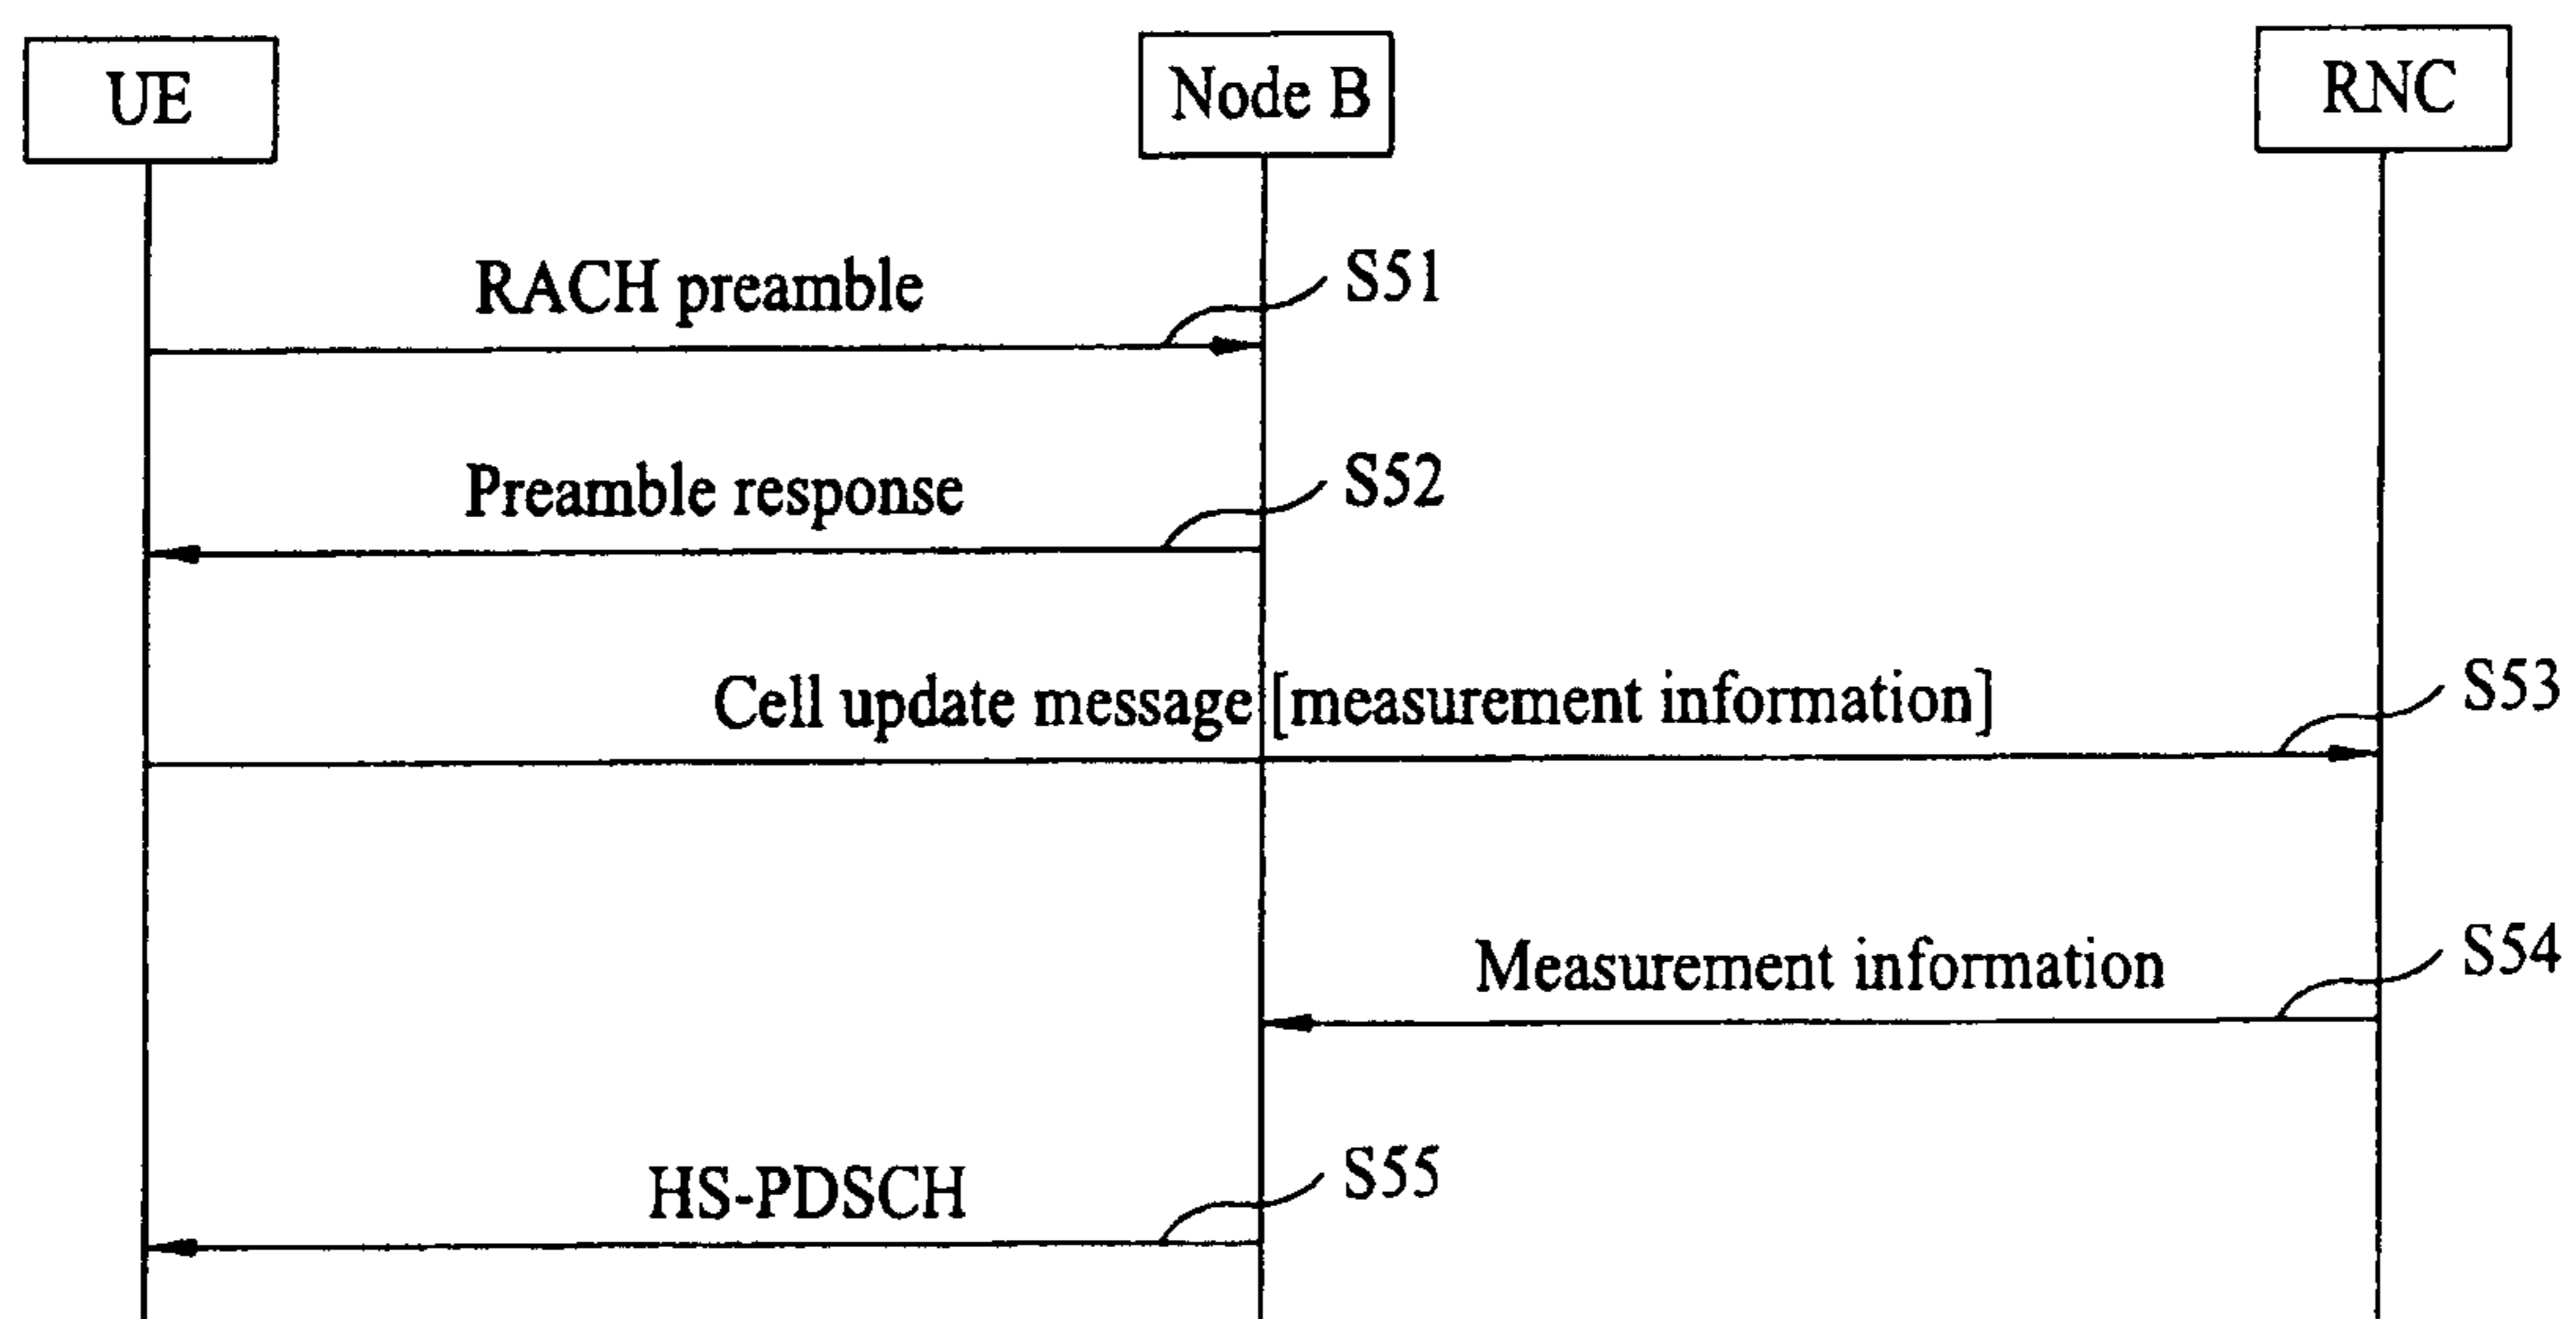 UE
Node B
RNC
RACH preamble
S51
Preamble response
S52
Cell update message [measurement information]
S53
Measurement information
S54
HS-PDSCH
S55